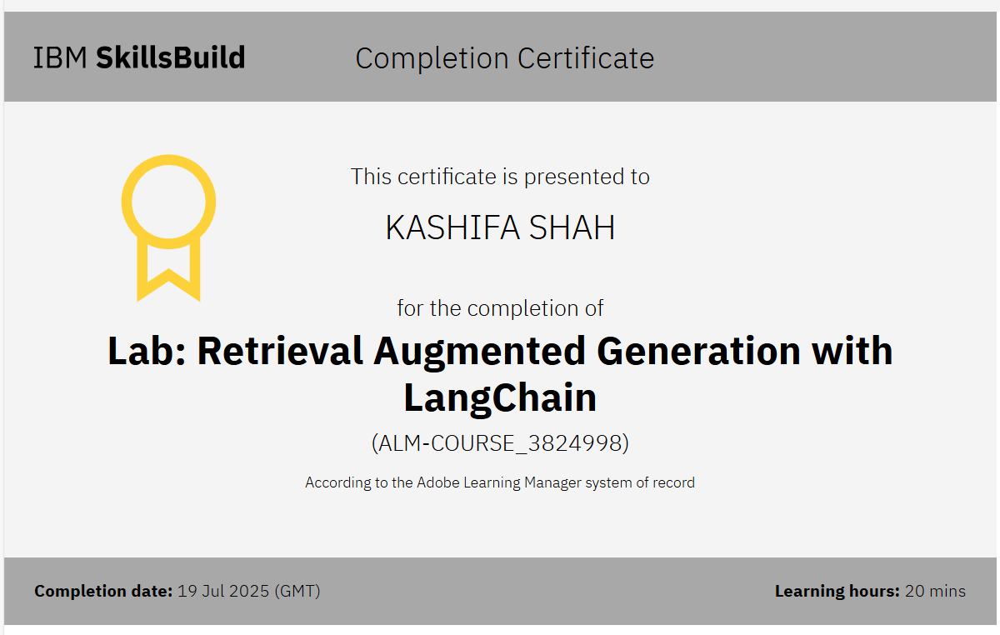 IBM SkillsBuild
Completion Certificate
This certificate is presented to
KASHIFA SHAH
for the completion of
Lab: Retrieval Augmented Generation with
LangChain
(ALM-COURSE_3824998)
According to the Adobe Learning Manager system of record
Completion date: 19 Jul 2025 (GMT)
Learning hours: 20 mins